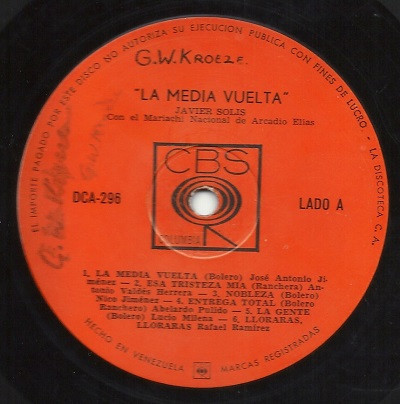 EL IMPORTE PAGADO POR ESTE DISCO NO AUTORIZA SU EJECUCION PUBLICA CON FINES DE LUCRO - LA DISCOTECA C. A.
G.W.KROEZE.
"LA MEDIA VUELTA"
JAVIER SOLIS
Con el Mariachi Nacional de Arcadio Elías
CBS
DCA-296
LADO A
COLUMBIA
1, LA MEDIA VUELTA (Bolero) José Antonio Ji-
ménez — 2, ESA TRISTEZA MIA (Ranchera) An-
tonio Valdés Herrera — 3, NOBLEZA (Bolero)
Nico Jiménez — 4, ENTREGA TOTAL (Bolero
Ranchero) Abelardo Pulido — 5, LA GENTE
(Bolero) Lucio Milena — 6, LLORARAS,
LLORARAS Rafael Ramírez
HECHO EN VENEZUELA
CBS
MARCAS REGISTRADAS